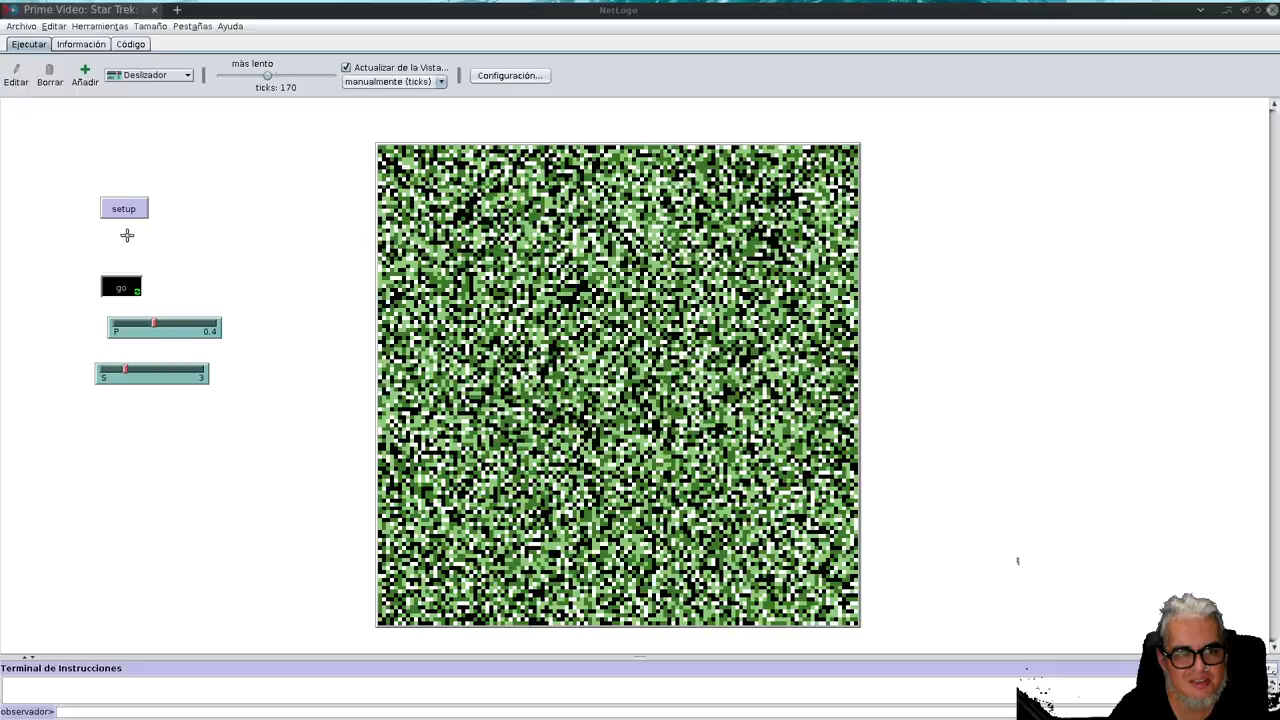 Prime Video: Star Trek:
NetLogo
Archivo Editar Herramientas Tamaño Pestañas Ayuda
Ejecutar Información Código
Editar Borrar Añadir
Deslizador
más lento
ticks: 170
Actualizar de la Vista...
manualmente (ticks)
Configuración...
setup
go
P 0.4
S 3
Terminal de Instrucciones
observador>